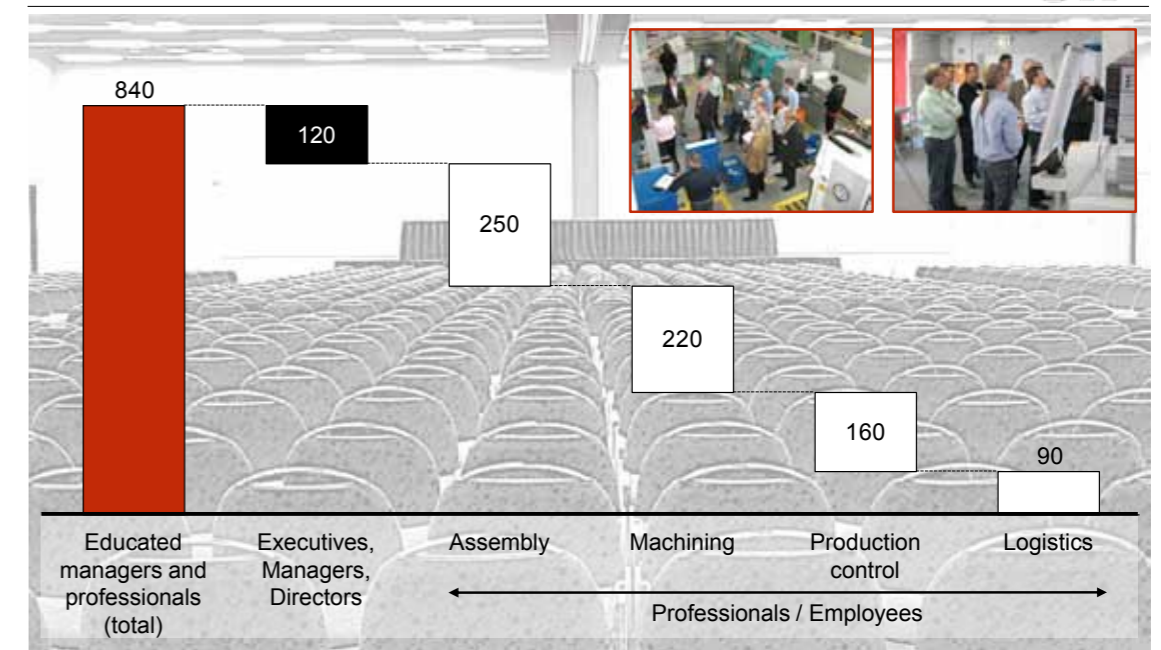 840
120
250
220
160
90
Educated
managers and
professionals
(total)
Executives,
Managers,
Directors
Assembly
Machining
Production
control
Logistics
Professionals / Employees